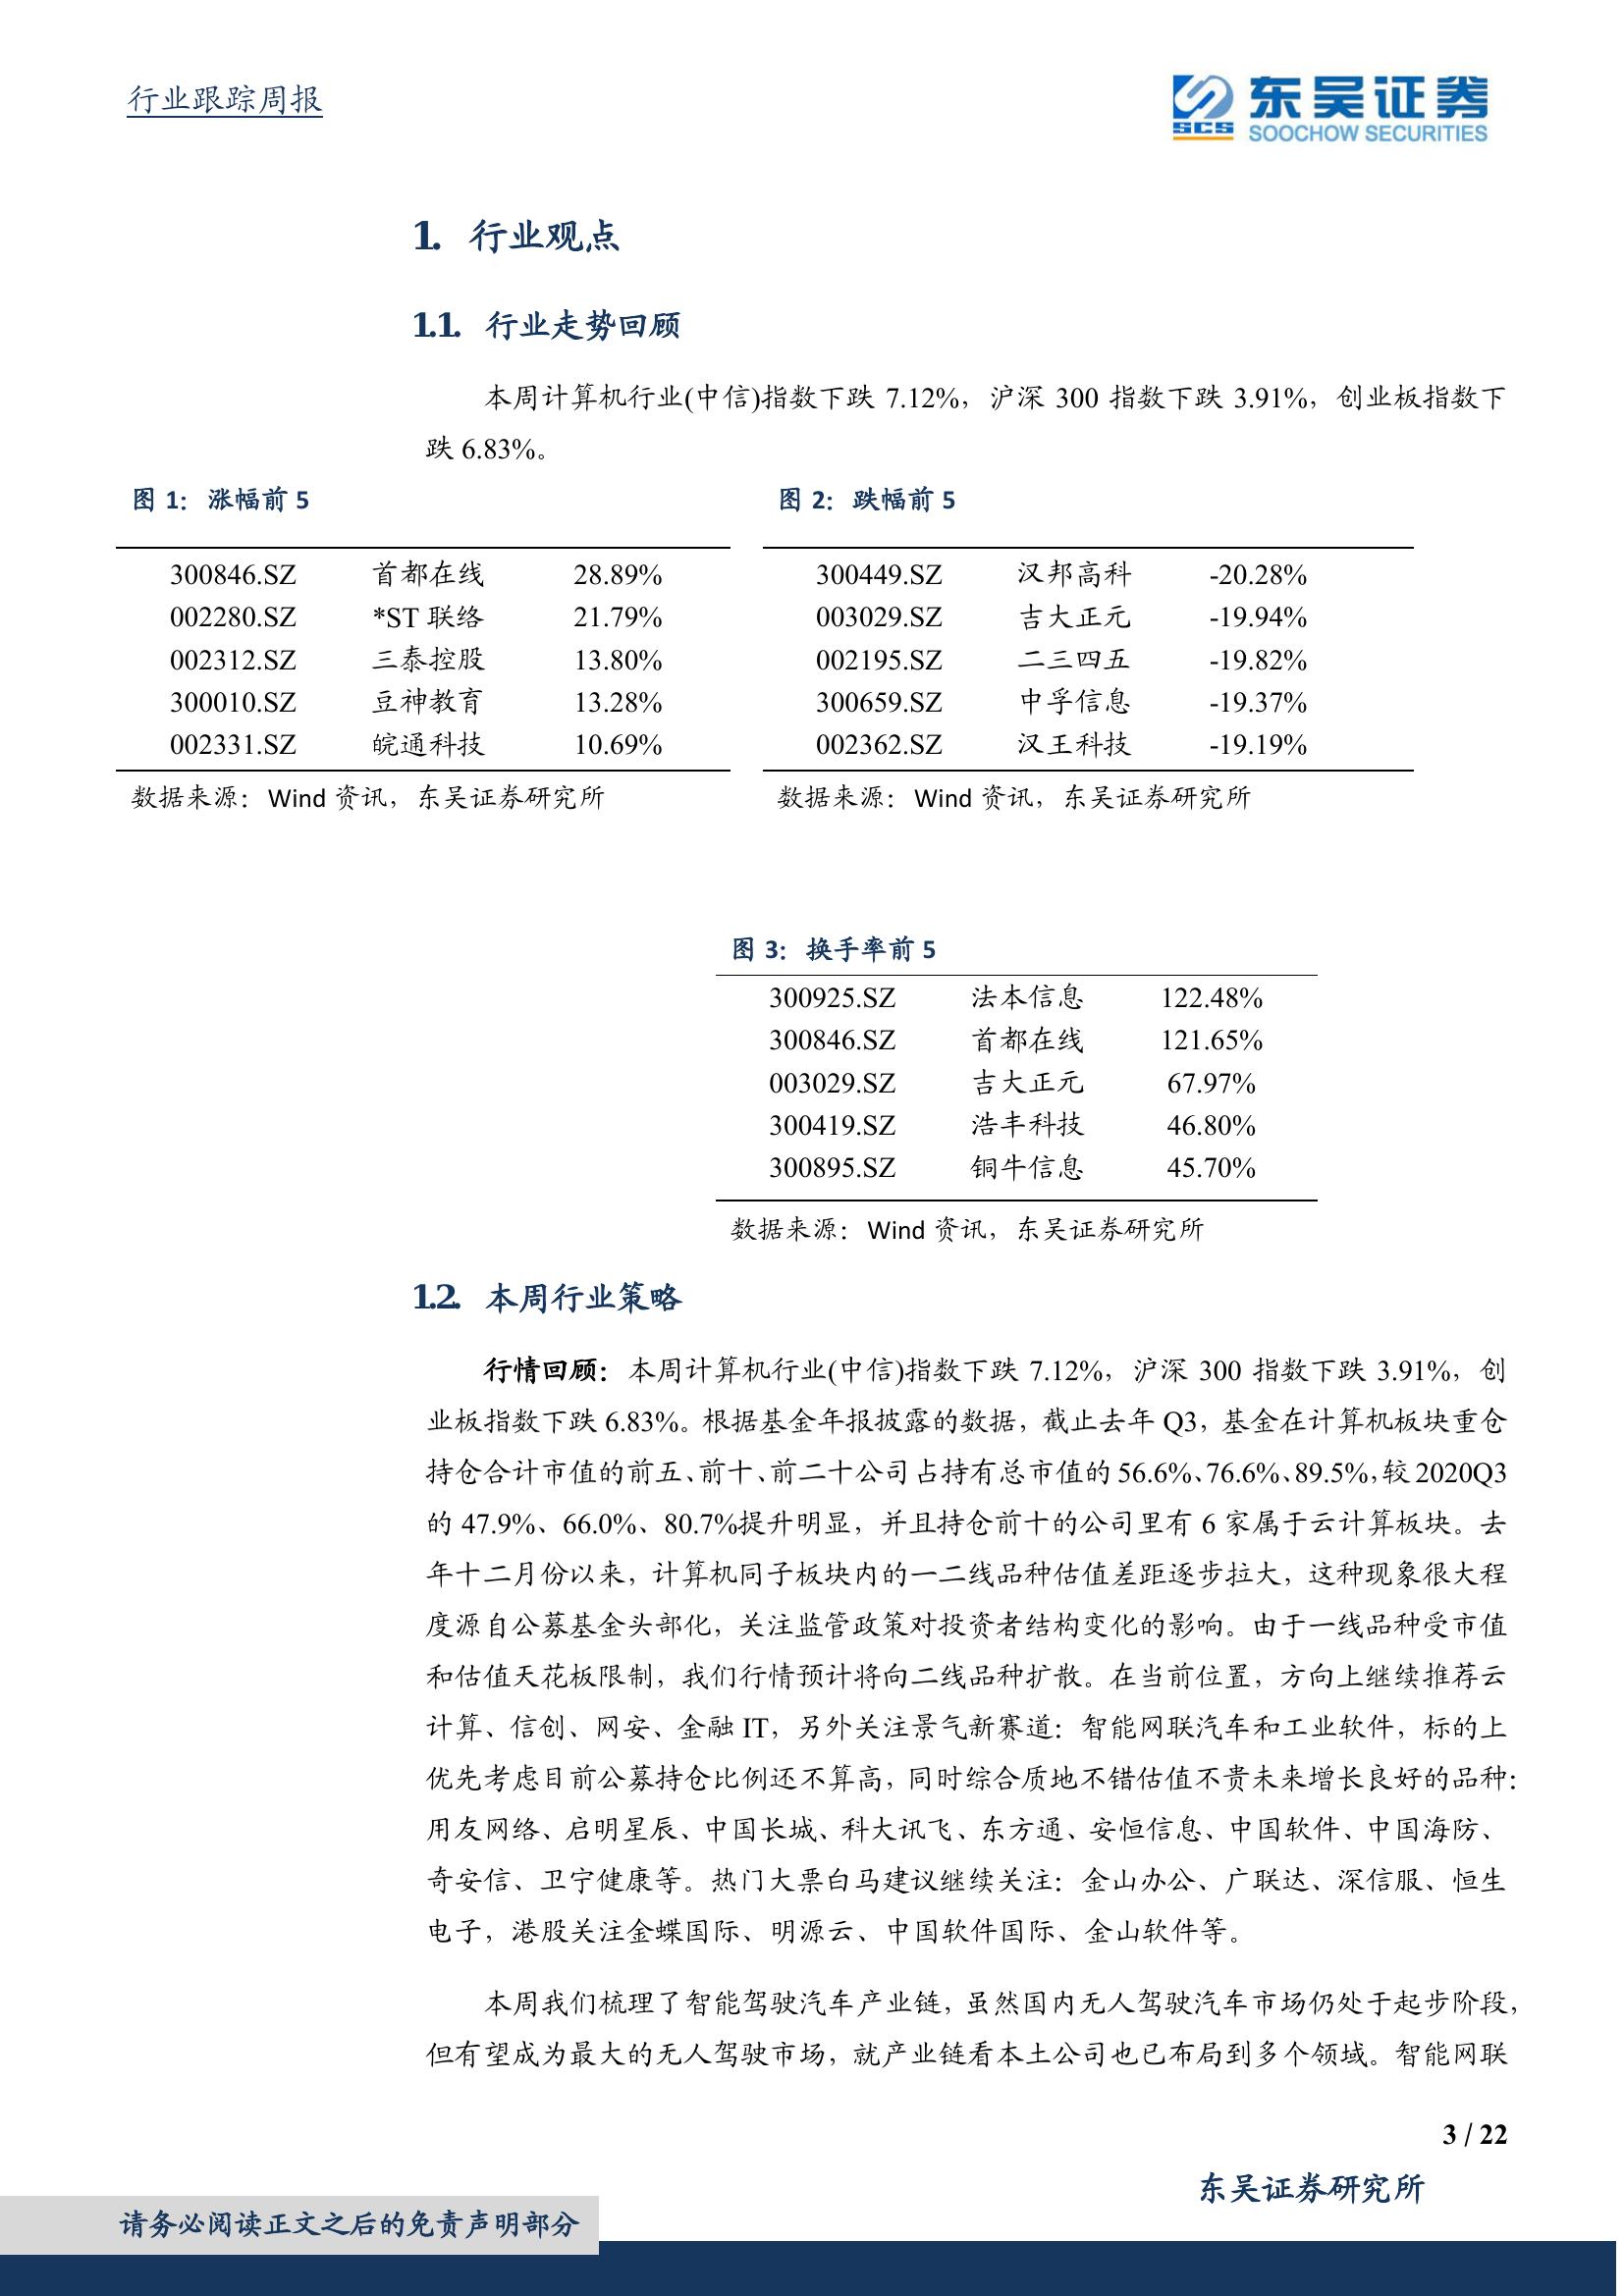 行业跟踪周报
SCS
东吴证券
SOOCHOW SECURITIES
1. 行业观点
1.1. 行业走势回顾
本周计算机行业(中信)指数下跌 7.12%，沪深 300 指数下跌 3.91%，创业板指数下
跌 6.83%。
图 1：涨幅前 5
300846.SZ 首都在线 28.89%
002280.SZ *ST 联络 21.79%
002312.SZ 三泰控股 13.80%
300010.SZ 豆神教育 13.28%
002331.SZ 皖通科技 10.69%
数据来源：Wind 资讯，东吴证券研究所
图 2：跌幅前 5
300449.SZ 汉邦高科 -20.28%
003029.SZ 吉大正元 -19.94%
002195.SZ 二三四五 -19.82%
300659.SZ 中孚信息 -19.37%
002362.SZ 汉王科技 -19.19%
数据来源：Wind 资讯，东吴证券研究所
图 3：换手率前 5
300925.SZ 法本信息 122.48%
300846.SZ 首都在线 121.65%
003029.SZ 吉大正元 67.97%
300419.SZ 浩丰科技 46.80%
300895.SZ 铜牛信息 45.70%
数据来源：Wind 资讯，东吴证券研究所
1.2. 本周行业策略
行情回顾：本周计算机行业(中信)指数下跌 7.12%，沪深 300 指数下跌 3.91%，创
业板指数下跌 6.83%。根据基金年报披露的数据，截止去年 Q3，基金在计算机板块重仓
持仓合计市值的前五、前十、前二十公司占持有总市值的 56.6%、76.6%、89.5%，较 2020Q3
的 47.9%、66.0%、80.7%提升明显，并且持仓前十的公司里有 6 家属于云计算板块。去
年十二月份以来，计算机同子板块内的一二线品种估值差距逐步拉大，这种现象很大程
度源自公募基金头部化，关注监管政策对投资者结构变化的影响。由于一线品种受市值
和估值天花板限制，我们行情预计将向二线品种扩散。在当前位置，方向上继续推荐云
计算、信创、网安、金融 IT，另外关注景气新赛道：智能网联汽车和工业软件，标的上
优先考虑目前公募持仓比例还不算高，同时综合质地不错估值不贵未来增长良好的品种：
用友网络、启明星辰、中国长城、科大讯飞、东方通、安恒信息、中国软件、中国海防、
奇安信、卫宁健康等。热门大票白马建议继续关注：金山办公、广联达、深信服、恒生
电子，港股关注金蝶国际、明源云、中国软件国际、金山软件等。
本周我们梳理了智能驾驶汽车产业链，虽然国内无人驾驶汽车市场仍处于起步阶段，
但有望成为最大的无人驾驶市场，就产业链看本土公司也已布局到多个领域。智能网联
3 / 22
东吴证券研究所
请务必阅读正文之后的免责声明部分